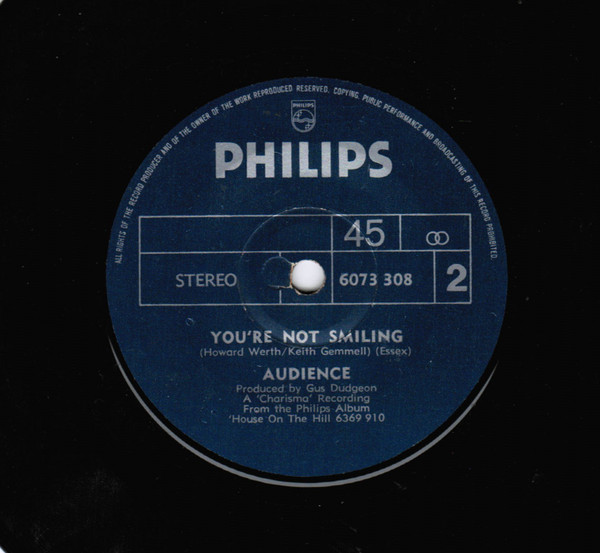 ALL RIGHTS OF THE RECORD PRODUCER AND OF THE OWNER OF THE WORK REPRODUCED RESERVED. COPYING, PUBLIC PERFORMANCE AND BROADCASTING OF THIS RECORD PROHIBITED.
PHILIPS
PHILIPS
45
STEREO
6073 308
2
YOU'RE NOT SMILING
(Howard Werth/Keith Gemmell) (Essex)
AUDIENCE
Produced by Gus Dudgeon
A 'Charisma' Recording
From the Philips Album
'House On The Hill 6369 910